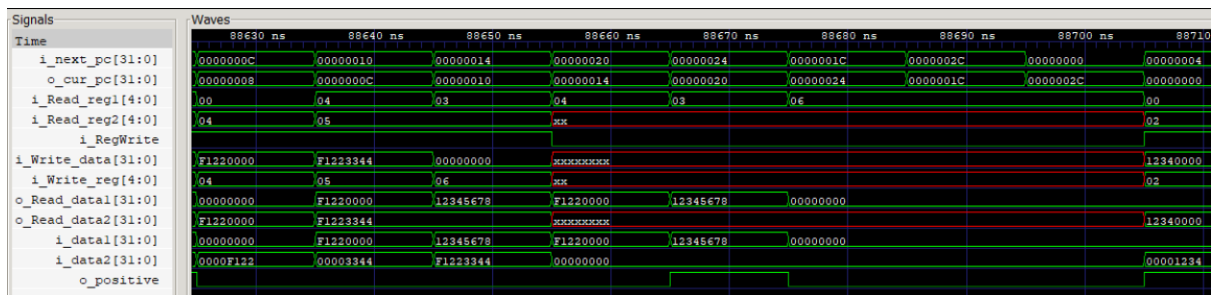 Signals Waves
Time 88630 ns 88640 ns 88650 ns 88660 ns 88670 ns 88680 ns 88690 ns 88700 ns 88710
i_next_pc[31:0] 0000000C 00000010 00000014 00000020 00000024 0000001C 0000002C 00000000 00000004
o_cur_pc[31:0] 00000008 0000000C 00000010 00000014 00000020 00000024 0000001C 0000002C 00000000
i_Read_reg1[4:0] 00 04 03 04 03 06 00
i_Read_reg2[4:0] 04 05 xx 02
i_RegWrite
i_Write_data[31:0] F1220000 F1223344 00000000 xxxxxxxx 12340000
i_Write_reg[4:0] 04 05 06 xx 02
o_Read_data1[31:0] 00000000 F1220000 12345678 F1220000 12345678 00000000
o_Read_data2[31:0] F1220000 F1223344 xxxxxxxx 12340000
i_data1[31:0] 00000000 F1220000 12345678 F1220000 12345678 00000000
i_data2[31:0] 0000F122 00003344 F1223344 00000000 00001234
o_positive